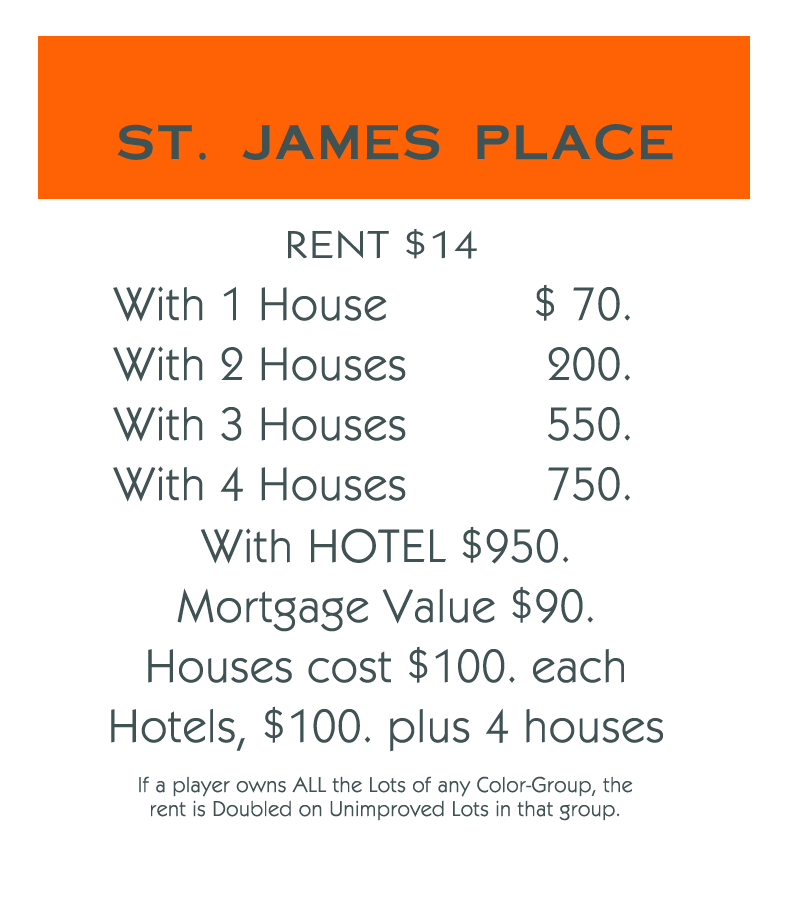 ST. JAMES PLACE
RENT $14
With 1 House $ 70.
With 2 Houses 200.
With 3 Houses 550.
With 4 Houses 750.
With HOTEL $950.
Mortgage Value $90.
Houses cost $100. each
Hotels, $100. plus 4 houses
If a player owns ALL the Lots of any Color-Group, the
rent is Doubled on Unimproved Lots in that group.